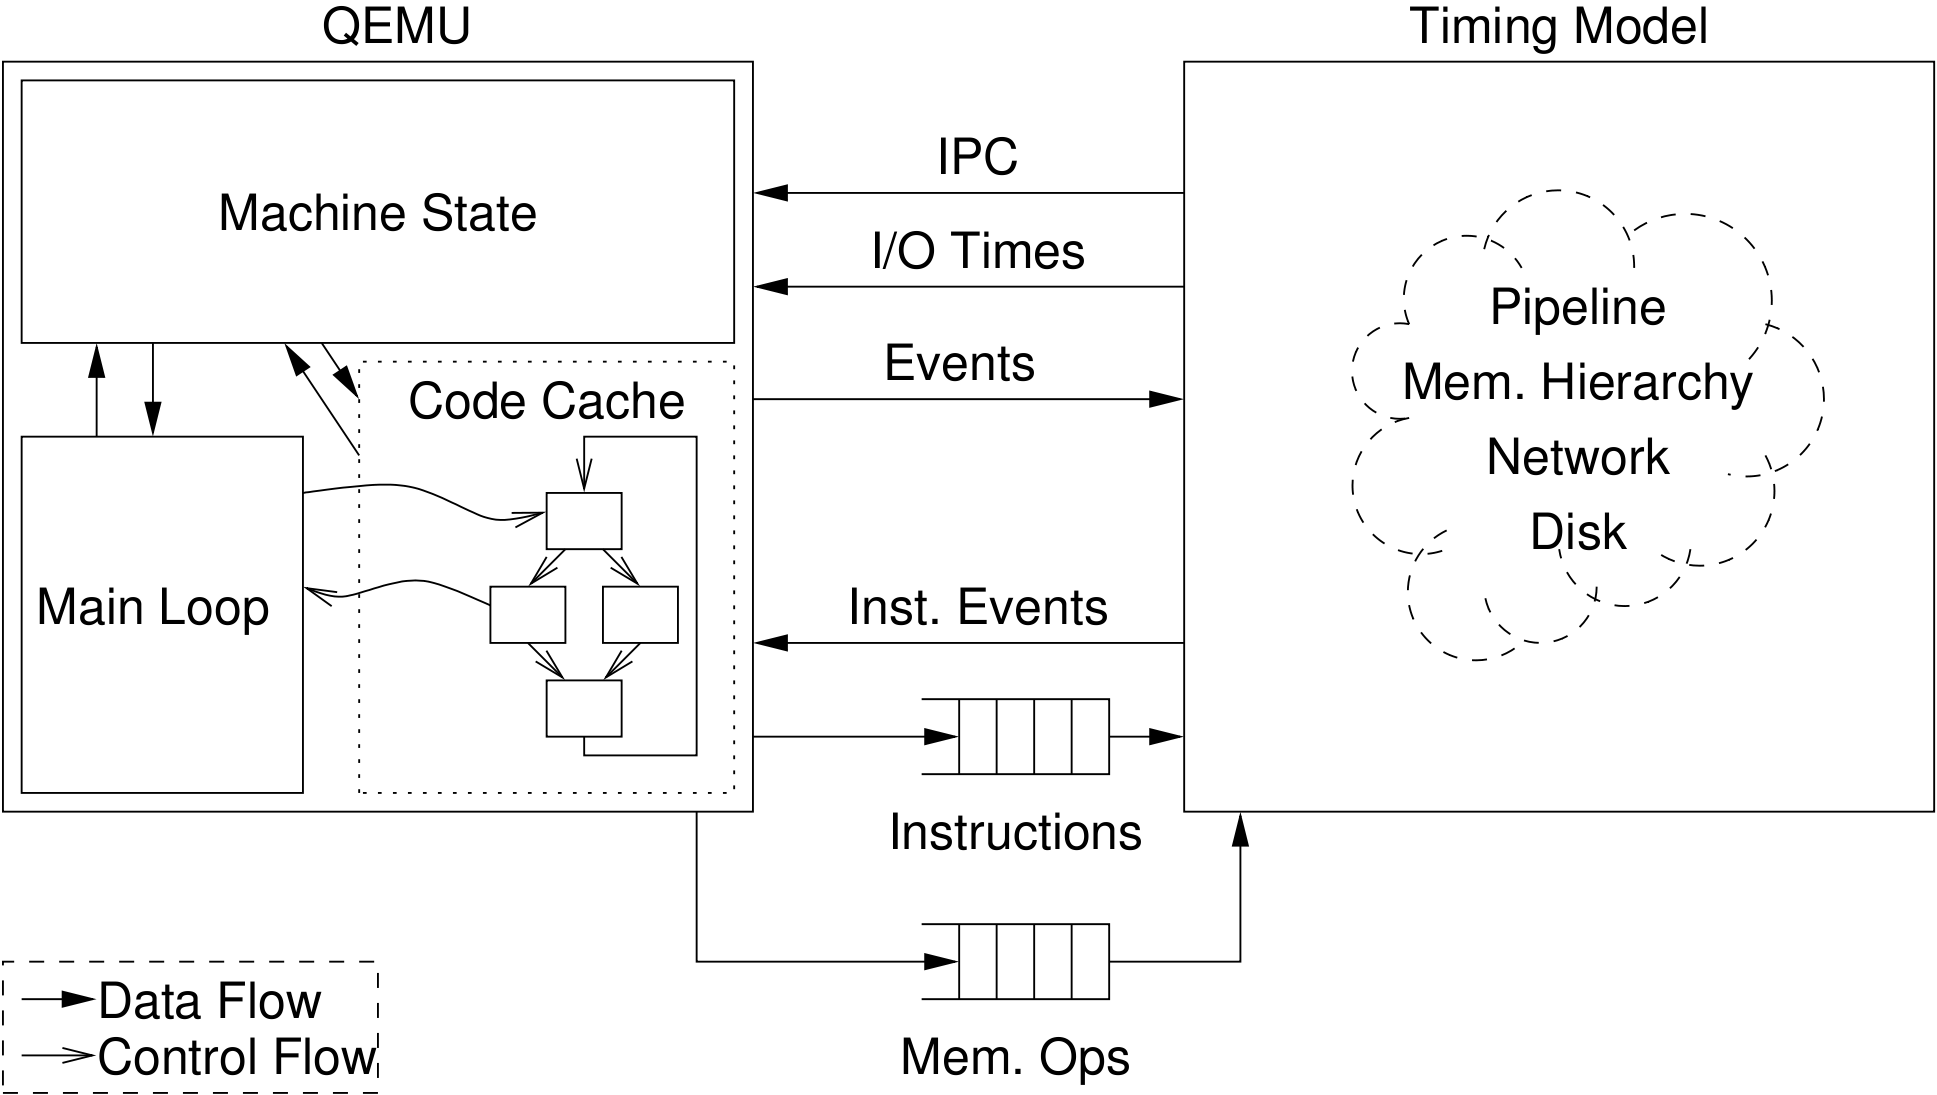 QEMU
Timing Model
Machine State
IPC
I/O Times
Events
Code Cache
Main Loop
Inst. Events
Instructions
Mem. Ops
Pipeline
Mem. Hierarchy
Network
Disk
Data Flow
Control Flow